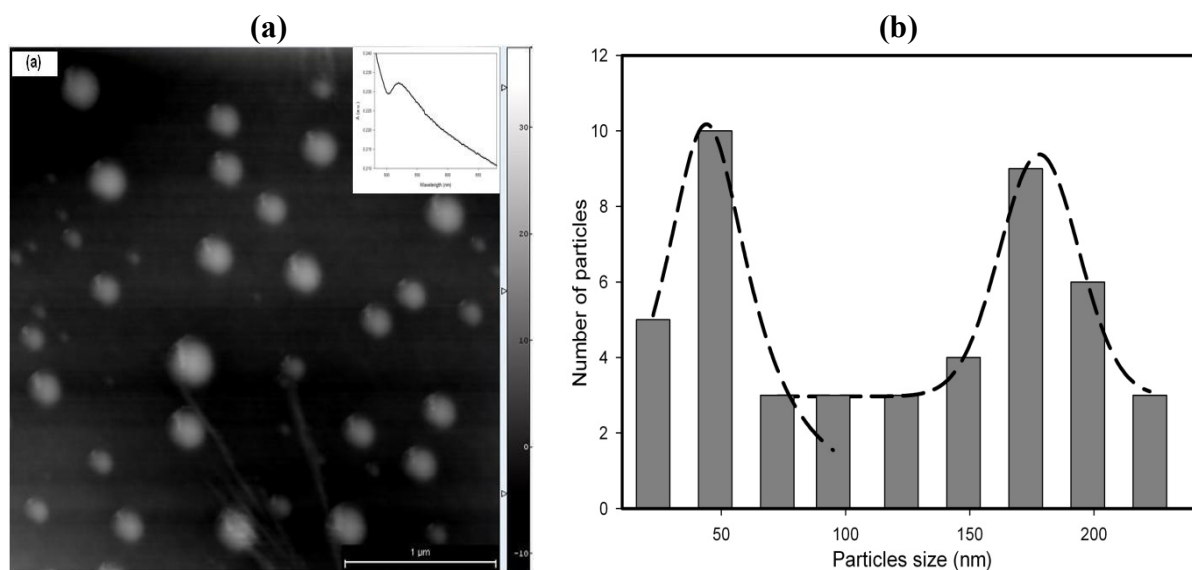 (a)
(b)
(a)
A (a.u.)
Wavelength (nm)
30
20
10
0
-10
1 µm
12
10
8
6
4
2
0
Number of particles
50
100
150
200
Particles size (nm)